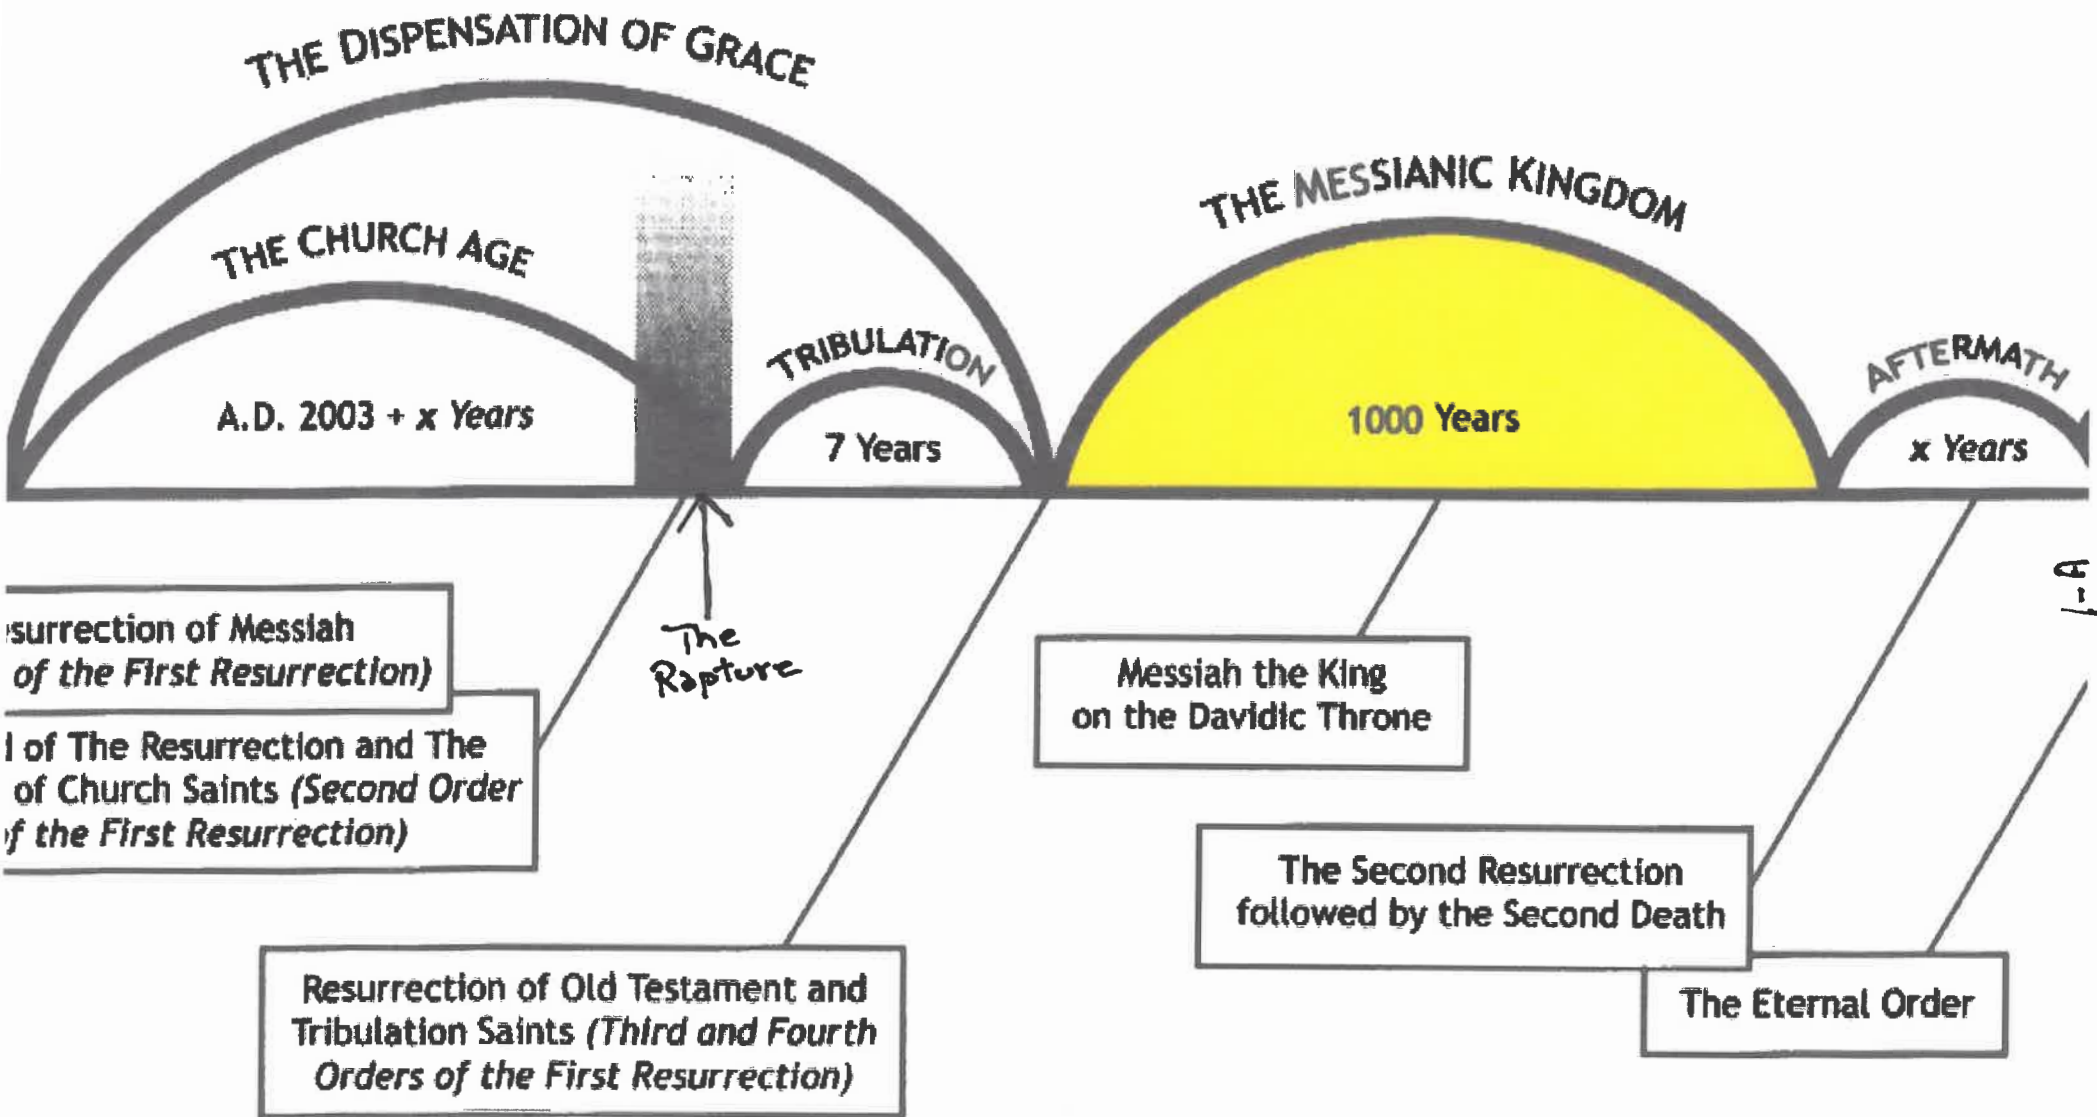 THE DISPENSATION OF GRACE
THE CHURCH AGE
A.D. 2003 + x Years
TRIBULATION
7 Years
THE MESSIANIC KINGDOM
1000 Years
AFTERMATH
x Years
The
Rapture
surrection of Messiah
of the First Resurrection)
of The Resurrection and The
of Church Saints (Second Order
f the First Resurrection)
Resurrection of Old Testament and
Tribulation Saints (Third and Fourth
Orders of the First Resurrection)
Messiah the King
on the Davidic Throne
The Second Resurrection
followed by the Second Death
The Eternal Order
1-A